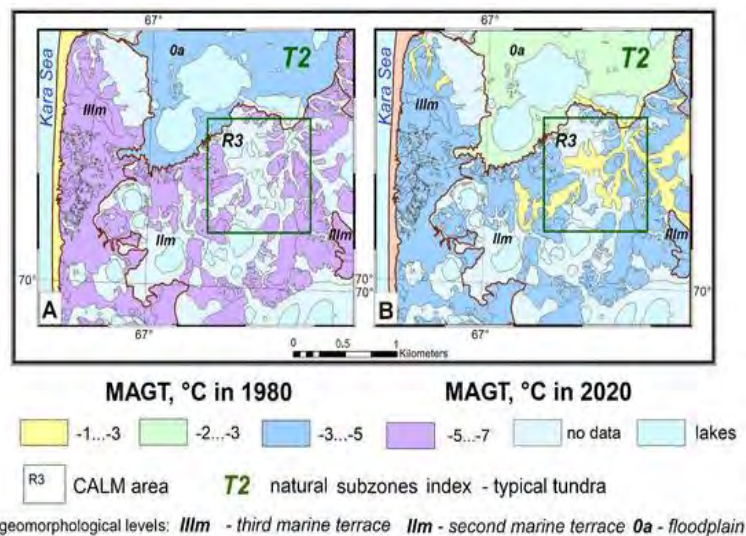 67°
67°
Kara Sea
0a
T2
IIIm
R3
IIm
IIIm
70°
70°
A
67°
Kara Sea
0a
T2
IIIm
R3
IIm
IIIm
70°
70°
B
67°
0 0.5 1
Kilometers
MAGT, °C in 1980 MAGT, °C in 2020
-1...-3 -2...-3 -3...-5 -5...-7 no data lakes
R3 CALM area T2 natural subzones index - typical tundra
geomorphological levels: IIIm - third marine terrace IIm - second marine terrace 0a - floodplain